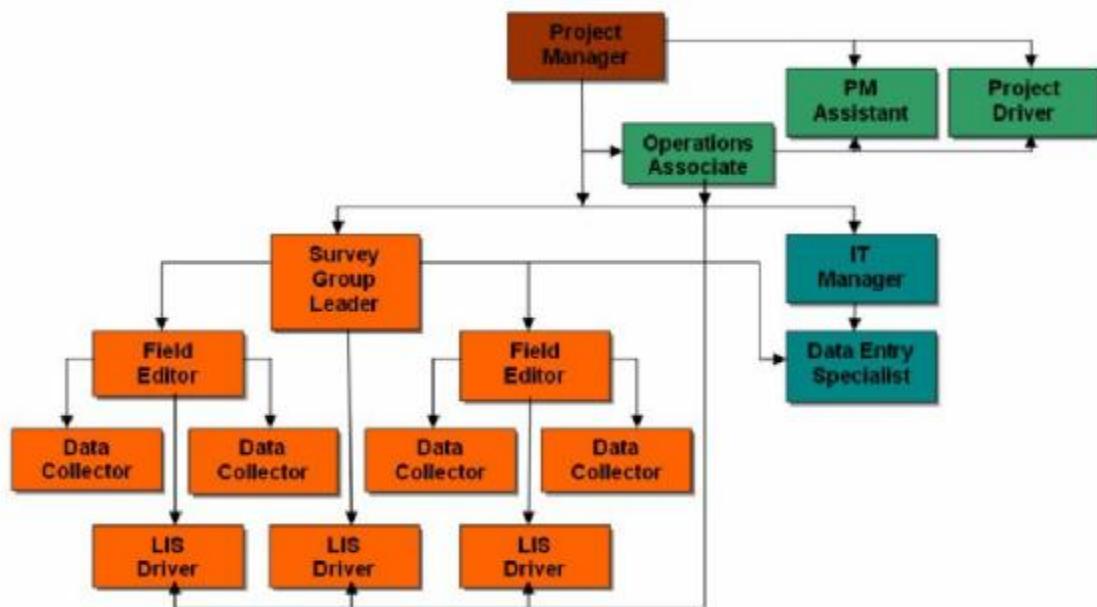 Project
Manager
PM
Assistant
Project
Driver
Operations
Associate
Survey
Group
Leader
IT
Manager
Field
Editor
Field
Editor
Data Entry
Specialist
Data
Collector
Data
Collector
Data
Collector
Data
Collector
LIS
Driver
LIS
Driver
LIS
Driver